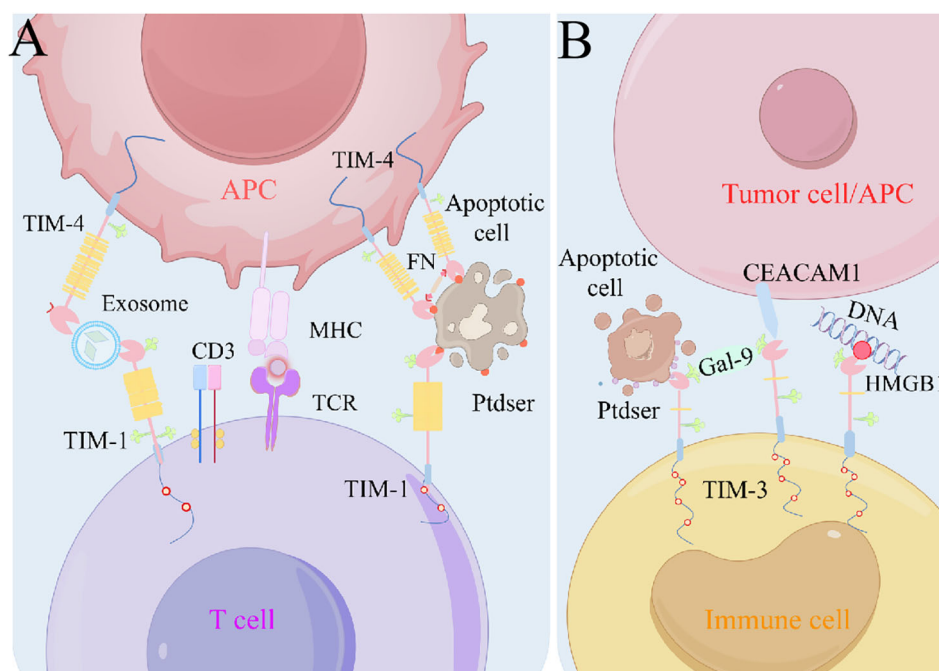 A
TIM-4
APC
TIM-4
Apoptotic
cell
FN
Exosome
MHC
CD3
TCR
Ptdser
TIM-1
TIM-1
T cell
B
Tumor cell/APC
Apoptotic
cell
CEACAM1
DNA
Gal-9
HMGB1
Ptdser
TIM-3
Immune cell